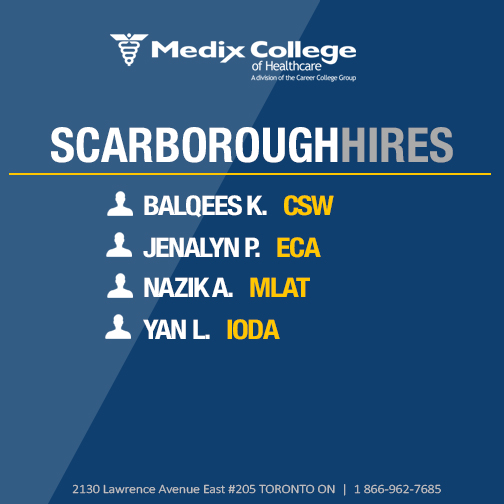 Medix College
of Healthcare
A division of the Career College Group
SCARBOROUGHHIRES
BALQEES K. CSW
JENALYN P. ECA
NAZIK A. MLAT
YAN L. IODA
2130 Lawrence Avenue East #205 TORONTO ON | 1 866-962-7685